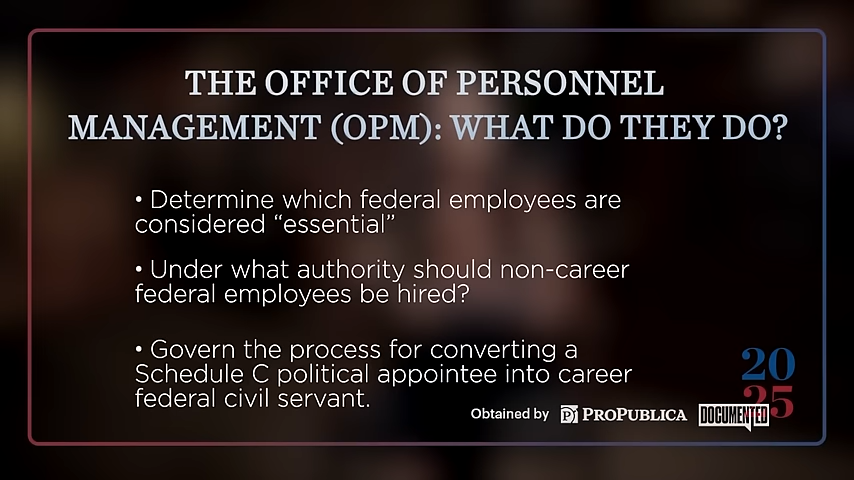 THE OFFICE OF PERSONNEL
MANAGEMENT (OPM): WHAT DO THEY DO?
• Determine which federal employees are
considered “essential”
• Under what authority should non-career
federal employees be hired?
• Govern the process for converting a
Schedule C political appointee into career
federal civil servant.
20
25
Obtained by PROPUBLICA DOCUMENTED